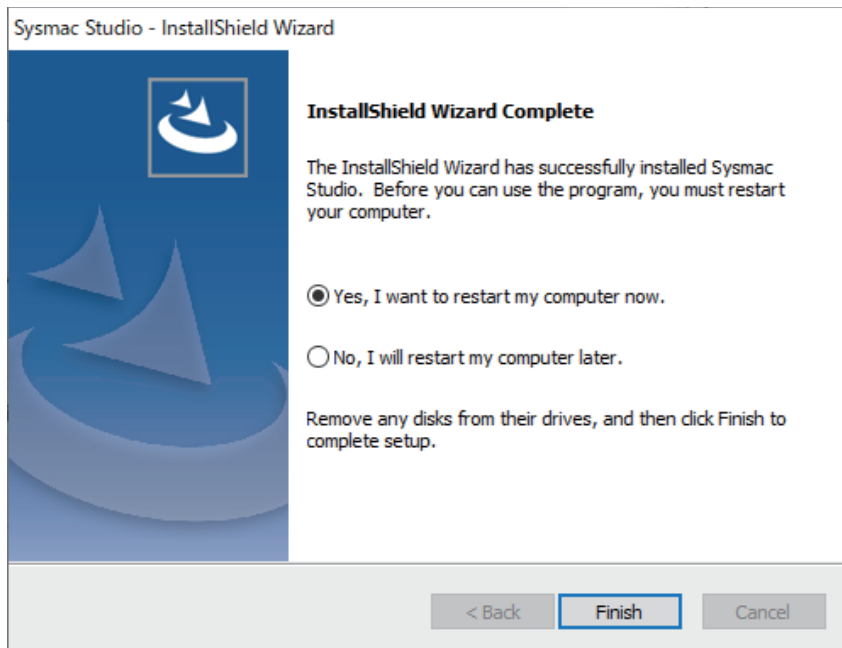 Sysmac Studio - InstallShield Wizard
InstallShield Wizard Complete
The InstallShield Wizard has successfully installed Sysmac
Studio. Before you can use the program, you must restart
your computer.
Yes, I want to restart my computer now.
No, I will restart my computer later.
Remove any disks from their drives, and then click Finish to
complete setup.
< Back
Finish
Cancel